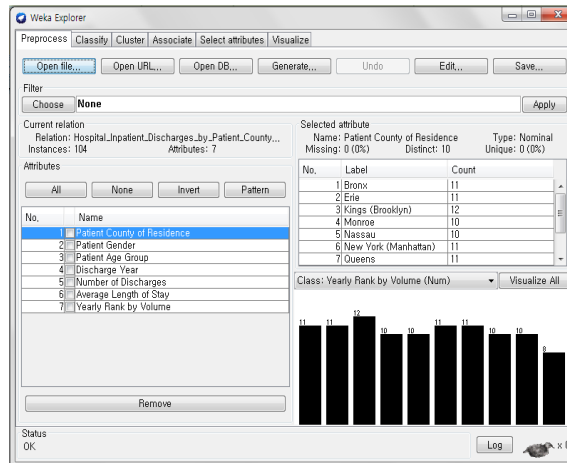 Weka Explorer
Preprocess Classify Cluster Associate Select attributes Visualize
Open file... Open URL... Open DB... Generate... Undo Edit... Save...
Filter
Choose None Apply
Current relation
Relation: Hospital_Inpatient_Discharges_by_Patient_County...
Instances: 104 Attributes: 7
Attributes
All None Invert Pattern
No. Name
1 Patient County of Residence
2 Patient Gender
3 Patient Age Group
4 Discharge Year
5 Number of Discharges
6 Average Length of Stay
7 Yearly Rank by Volume
Remove
Selected attribute
Name: Patient County of Residence Type: Nominal
Missing: 0 (0%) Distinct: 10 Unique: 0 (0%)
No. Label Count
1 Bronx 11
2 Erie 11
3 Kings (Brooklyn) 12
4 Monroe 10
5 Nassau 10
6 New York (Manhattan) 11
7 Queens 11
Class: Yearly Rank by Volume (Num) Visualize All
11 11 12 10 10 11 11 10 10 8
Status
OK
Log x 0